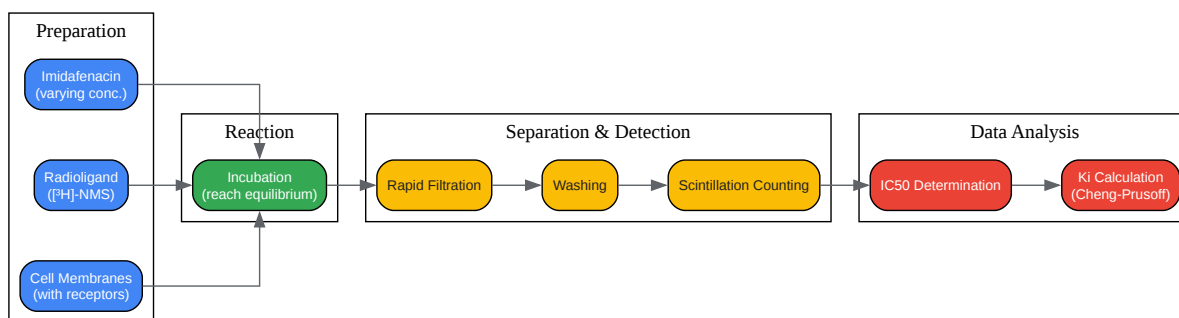 Preparation
Imidafenacin
(varying conc.)
Radioligand
([³H]-NMS)
Cell Membranes
(with receptors)
Reaction
Incubation
(reach equilibrium)
Separation & Detection
Rapid Filtration
Washing
Scintillation Counting
Data Analysis
IC50 Determination
Ki Calculation
(Cheng-Prusoff)